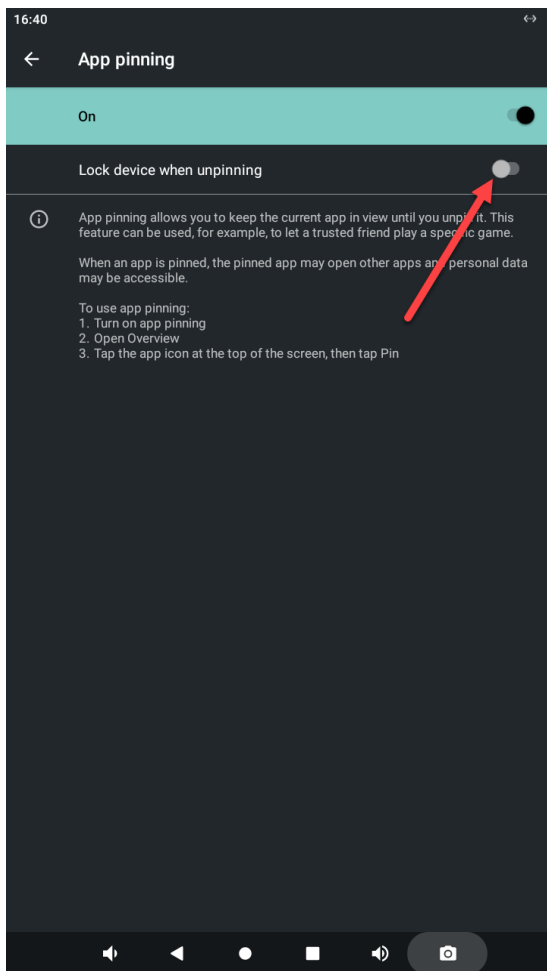 16:40
App pinning
On
Lock device when unpinning
App pinning allows you to keep the current app in view until you unpin it. This
feature can be used, for example, to let a trusted friend play a specific game.
When an app is pinned, the pinned app may open other apps and personal data
may be accessible.
To use app pinning:
1. Turn on app pinning
2. Open Overview
3. Tap the app icon at the top of the screen, then tap Pin